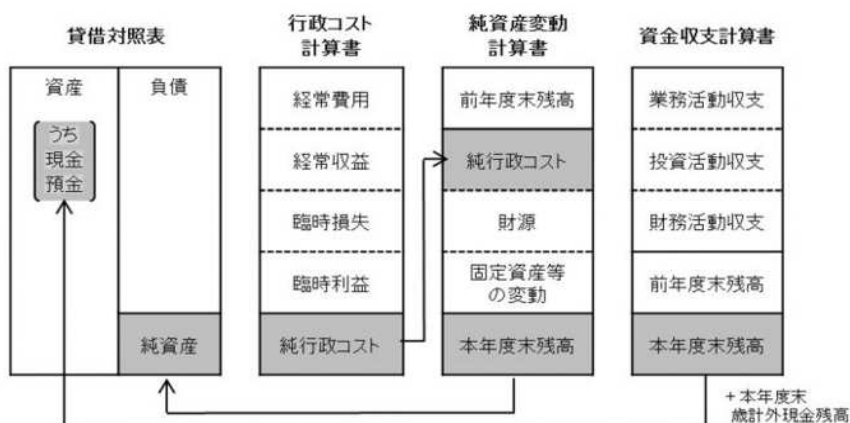 貸借対照表
資産
うち
現金
預金
負債
純資産
行政コスト
計算書
経常費用
経常収益
臨時損失
臨時利益
純行政コスト
純資産変動
計算書
前年度末残高
純行政コスト
財源
固定資産等
の変動
本年度末残高
資金収支計算書
業務活動収支
投資活動収支
財務活動収支
前年度末残高
本年度末残高
+本年度末
歳計外現金残高